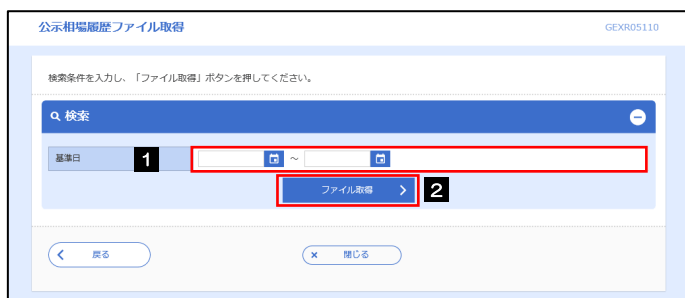 公示相場履歴ファイル取得 GEXR05110
検索条件を入力し、「ファイル取得」ボタンを押してください。
検索
基準日 1 ～
ファイル取得 2
戻る 閉じる